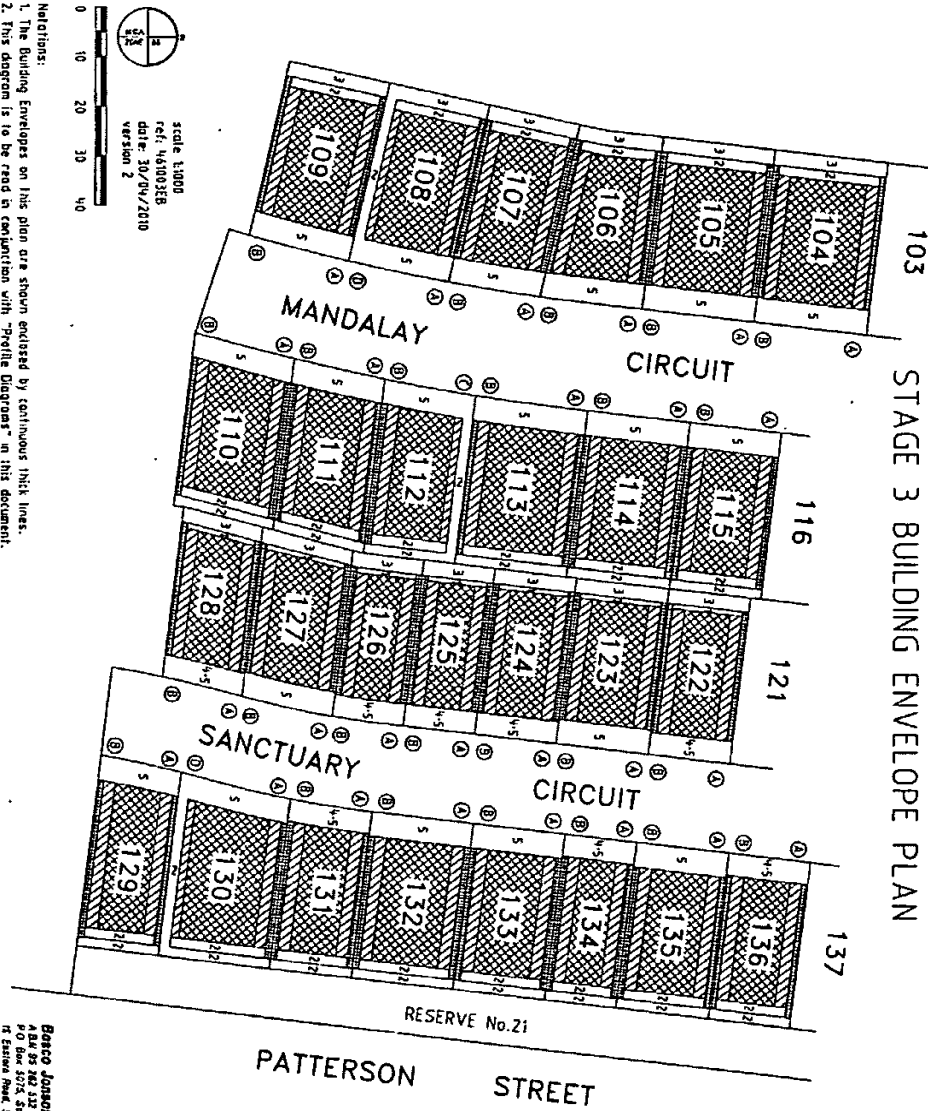 STAGE 3 BUILDING ENVELOPE PLAN
103
104
105
106
107
108
109
MANDALAY CIRCUIT
116
115
114
113
112
111
110
121
122
123
124
125
126
127
128
SANCTUARY CIRCUIT
137
136
135
134
133
132
131
130
129
RESERVE No.21
PATTERSON STREET
scale 1:1000
date: 30/04/2010
version 2
0 10 20 30 40
Notations:
1. The Building Envelopes on this plan are shown enclosed by continuous thick lines.
2. This diagram is to be read in conjunction with "Profile Diagrams" in this document.